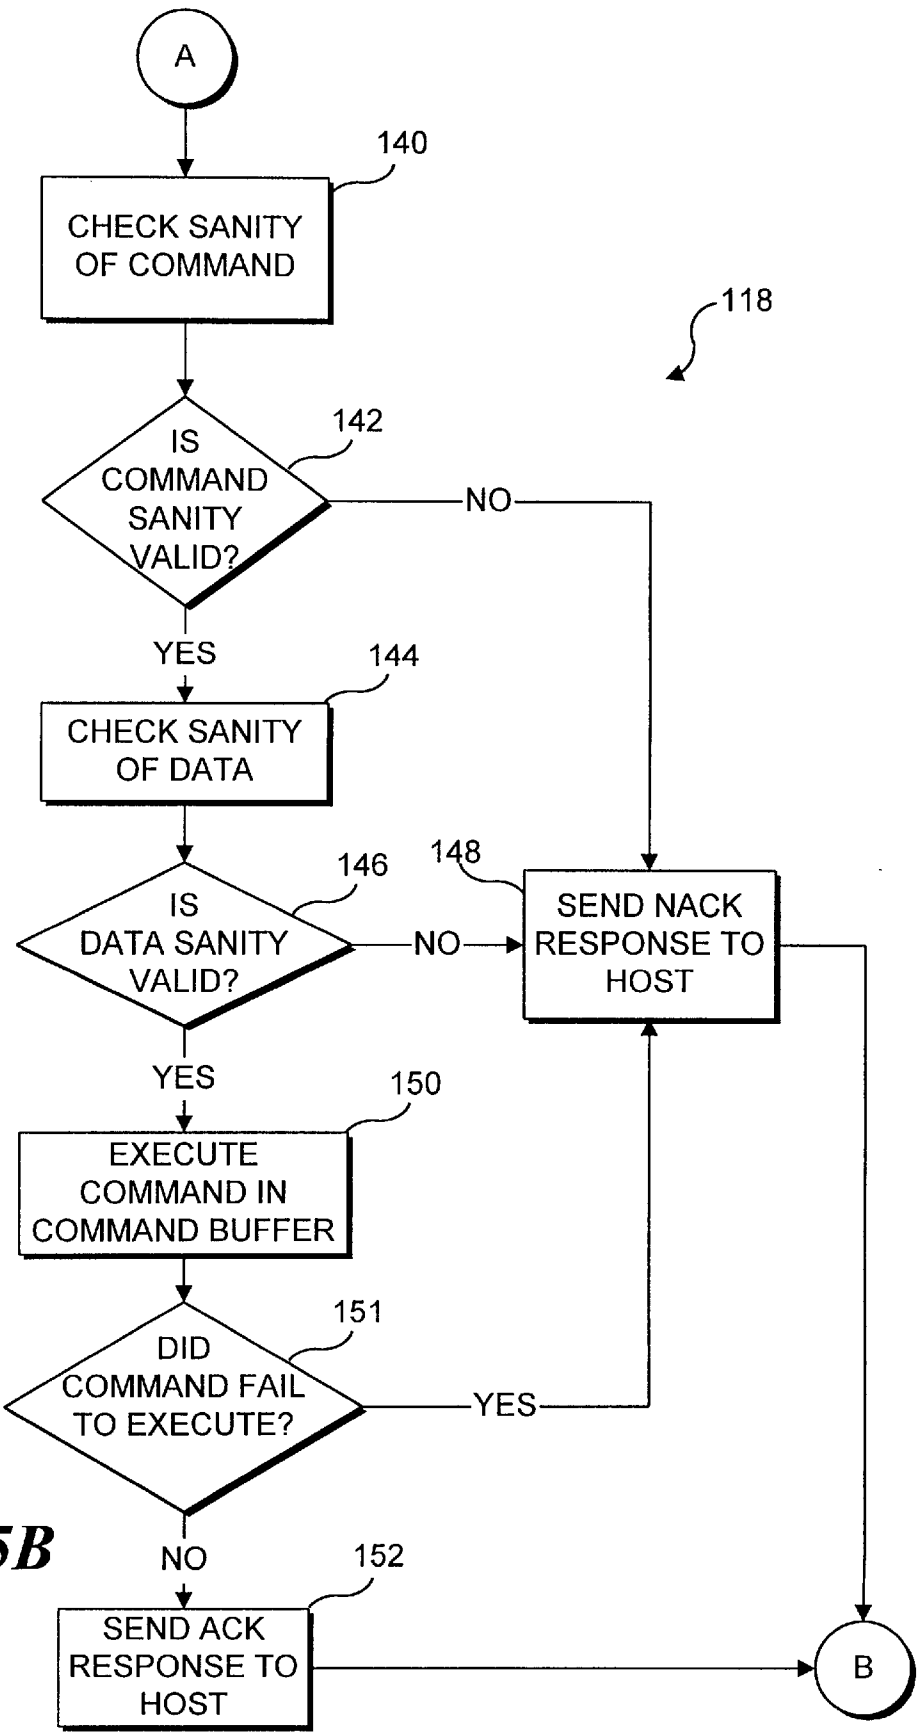 A
140
CHECK SANITY
OF COMMAND
118
142
IS
COMMAND
SANITY
VALID?
NO
YES
144
CHECK SANITY
OF DATA
146
IS
DATA SANITY
VALID?
NO
148
SEND NACK
RESPONSE TO
HOST
YES
150
EXECUTE
COMMAND IN
COMMAND BUFFER
151
DID
COMMAND FAIL
TO EXECUTE?
YES
5B
NO
152
SEND ACK
RESPONSE TO
HOST
B